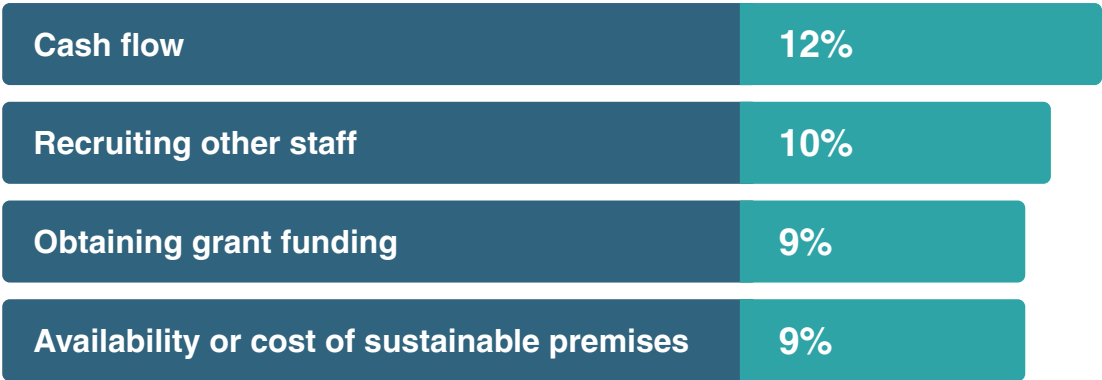 Cash flow 12%
Recruiting other staff 10%
Obtaining grant funding 9%
Availability or cost of sustainable premises 9%